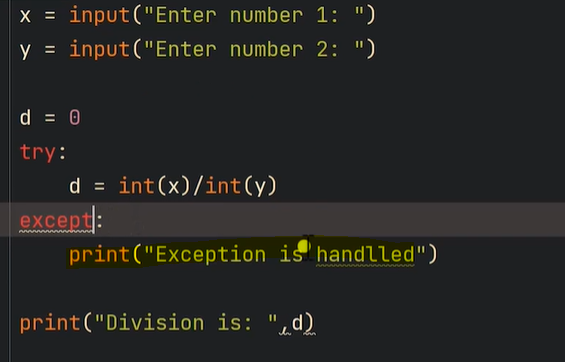 x = input("Enter number 1: ")
y = input("Enter number 2: ")
d = 0
try:
    d = int(x)/int(y)
except:
    print("Exception is handlled")
print("Division is: ",d)